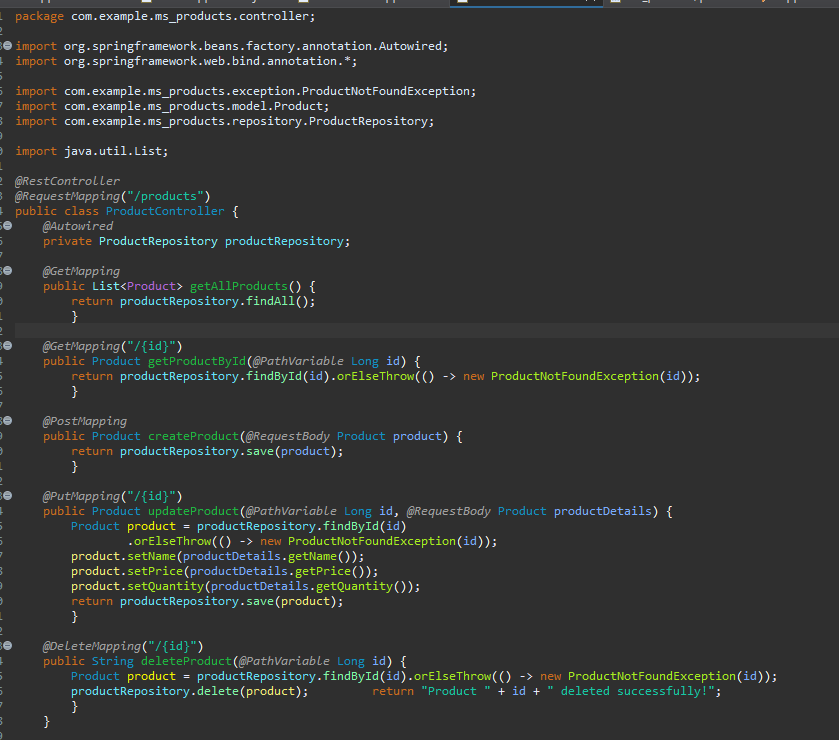 package com.example.ms_products.controller;
import org.springframework.beans.factory.annotation.Autowired;
import org.springframework.web.bind.annotation.*;
import com.example.ms_products.exception.ProductNotFoundException;
import com.example.ms_products.model.Product;
import com.example.ms_products.repository.ProductRepository;
import java.util.List;
@RestController
@RequestMapping("/products")
public class ProductController {
@Autowired
private ProductRepository productRepository;
@GetMapping
public List<Product> getAllProducts() {
return productRepository.findAll();
}
@GetMapping("/{id}")
public Product getProductById(@PathVariable Long id) {
return productRepository.findById(id).orElseThrow(() -> new ProductNotFoundException(id));
}
@PostMapping
public Product createProduct(@RequestBody Product product) {
return productRepository.save(product);
}
@PutMapping("/{id}")
public Product updateProduct(@PathVariable Long id, @RequestBody Product productDetails) {
Product product = productRepository.findById(id)
.orElseThrow(() -> new ProductNotFoundException(id));
product.setName(productDetails.getName());
product.setPrice(productDetails.getPrice());
product.setQuantity(productDetails.getQuantity());
return productRepository.save(product);
}
@DeleteMapping("/{id}")
public String deleteProduct(@PathVariable Long id) {
Product product = productRepository.findById(id).orElseThrow(() -> new ProductNotFoundException(id));
productRepository.delete(product); return "Product " + id + " deleted successfully!";
}
}